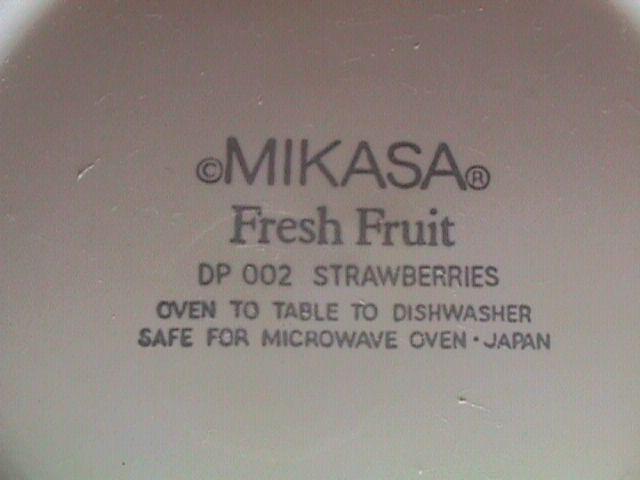 ©MIKASA®
Fresh Fruit
DP 002 STRAWBERRIES
OVEN TO TABLE TO DISHWASHER
SAFE FOR MICROWAVE OVEN · JAPAN